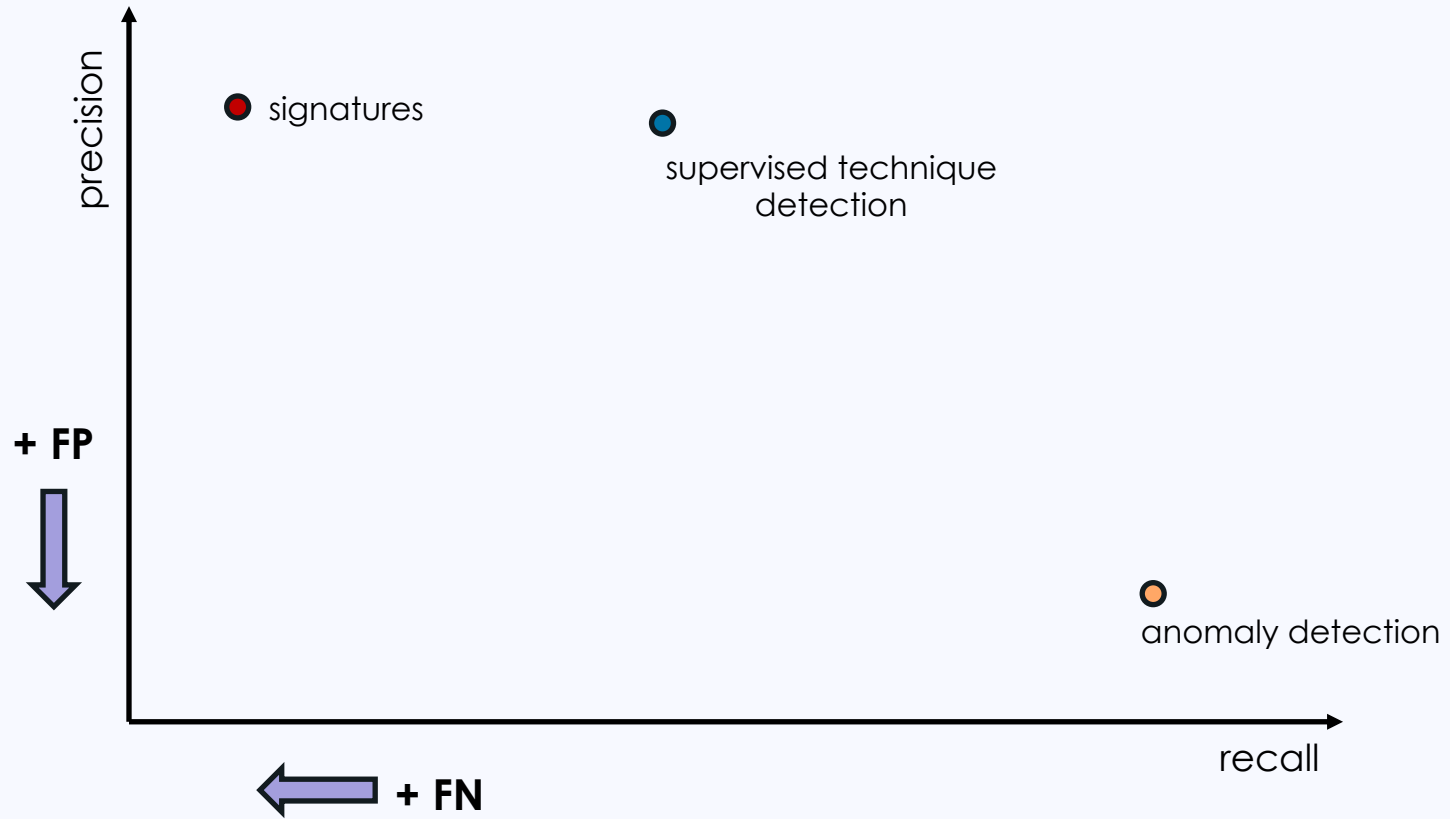 precision
signatures
supervised technique
detection
+ FP
anomaly detection
recall
+ FN